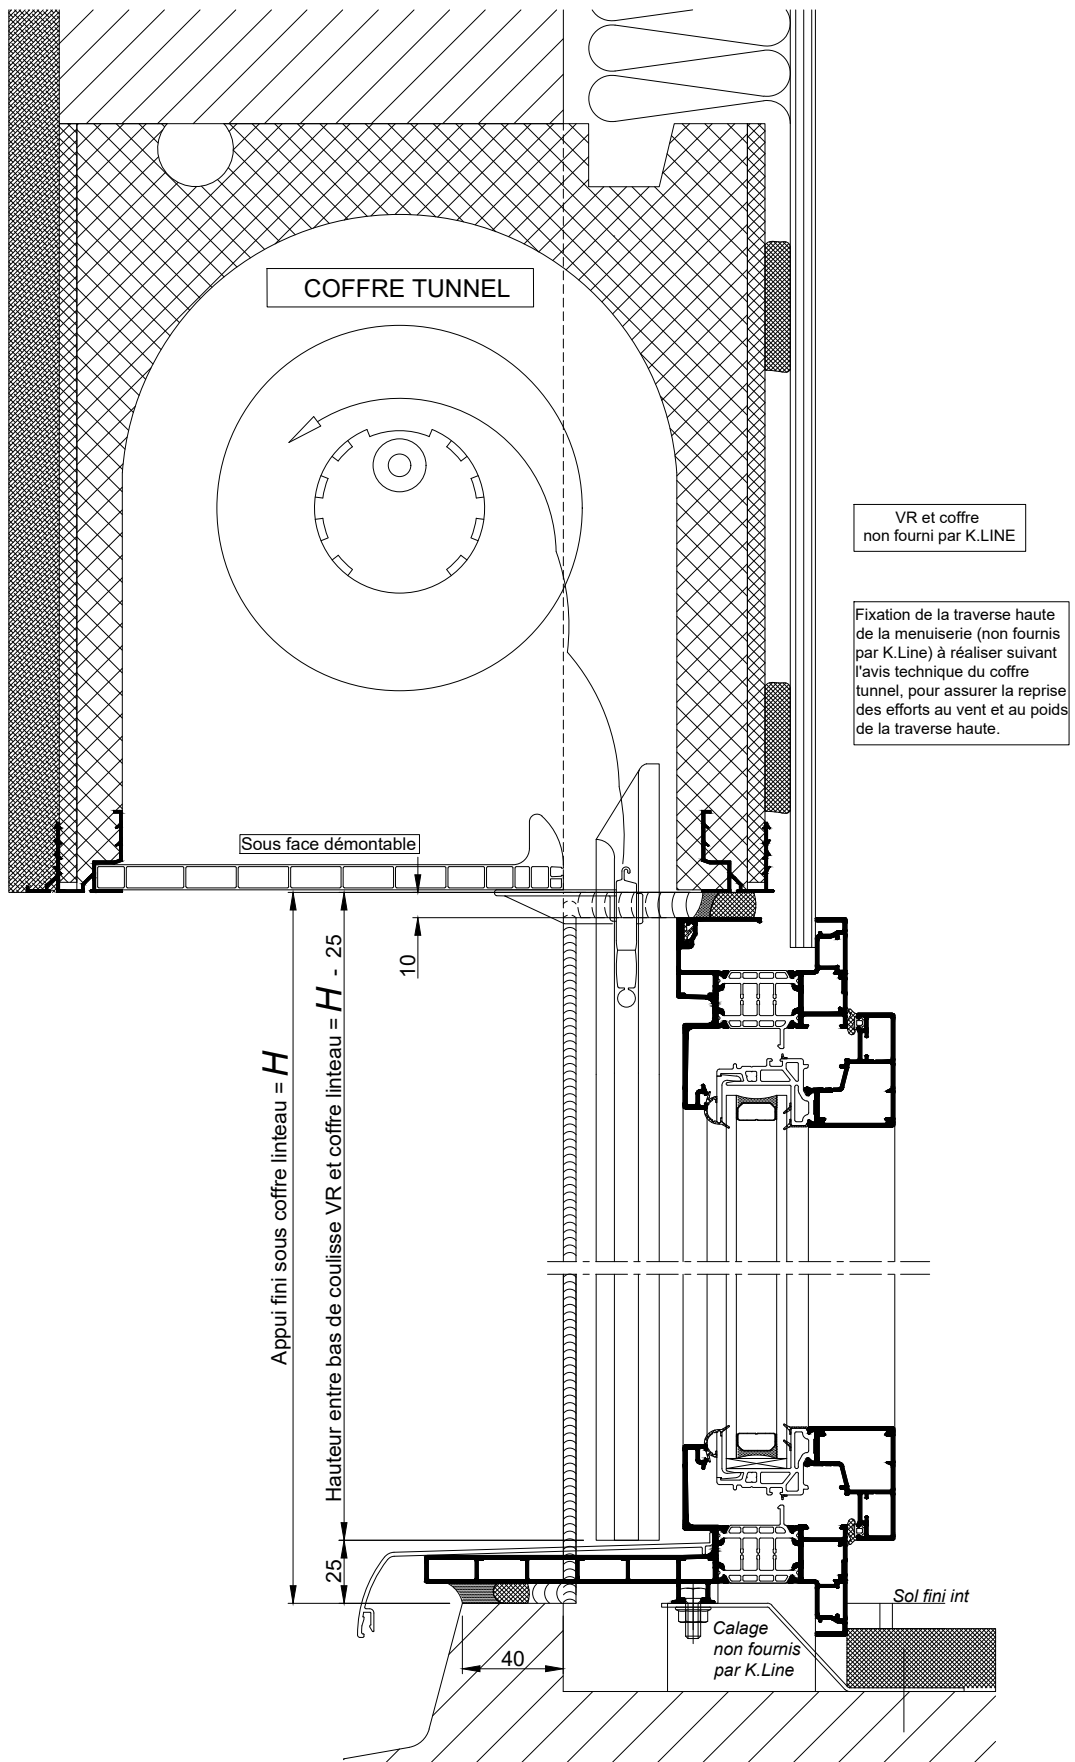 COFFRE TUNNEL
VR et coffre
non fourni par K.LINE
Fixation de la traverse haute
de la menuiserie (non fournis
par K.Line) à réaliser suivant
l'avis technique du coffre
tunnel, pour assurer la reprise
des efforts au vent et au poids
de la traverse haute.
Sous face démontable
10
Appui fini sous coffre linteau = H
Hauteur entre bas de coulisse VR et coffre linteau = H - 25
25
40
Sol fini int
Calage
non fournis
par K.Line